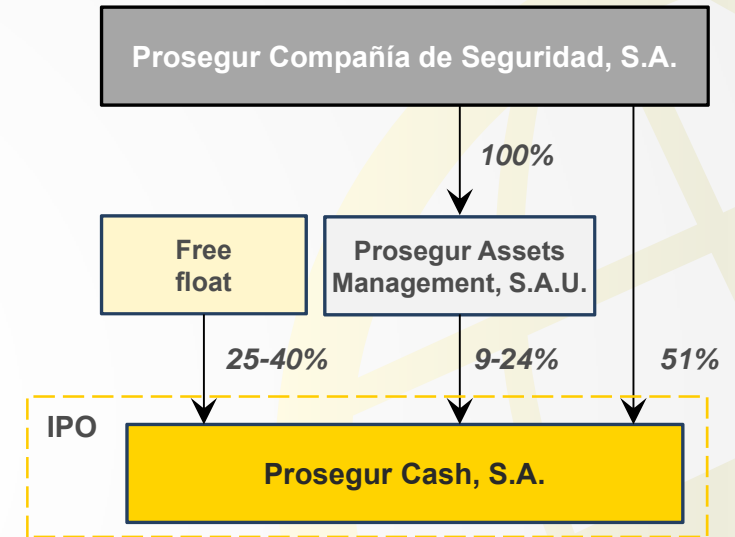 Prosegur Compañía de Seguridad, S.A.
100%
Free
float
Prosegur Assets
Management, S.A.U.
25-40%
9-24%
51%
IPO
Prosegur Cash, S.A.